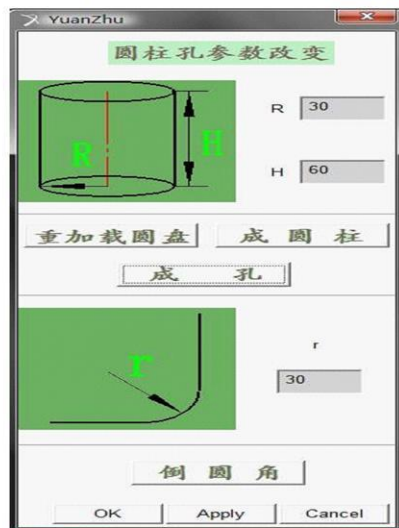 YuanZhu
圆柱孔参数改变
R 30
R H
H 60
重加载圆盘 成圆柱
成 孔
r
r
30
倒 圆 角
OK Apply Cancel